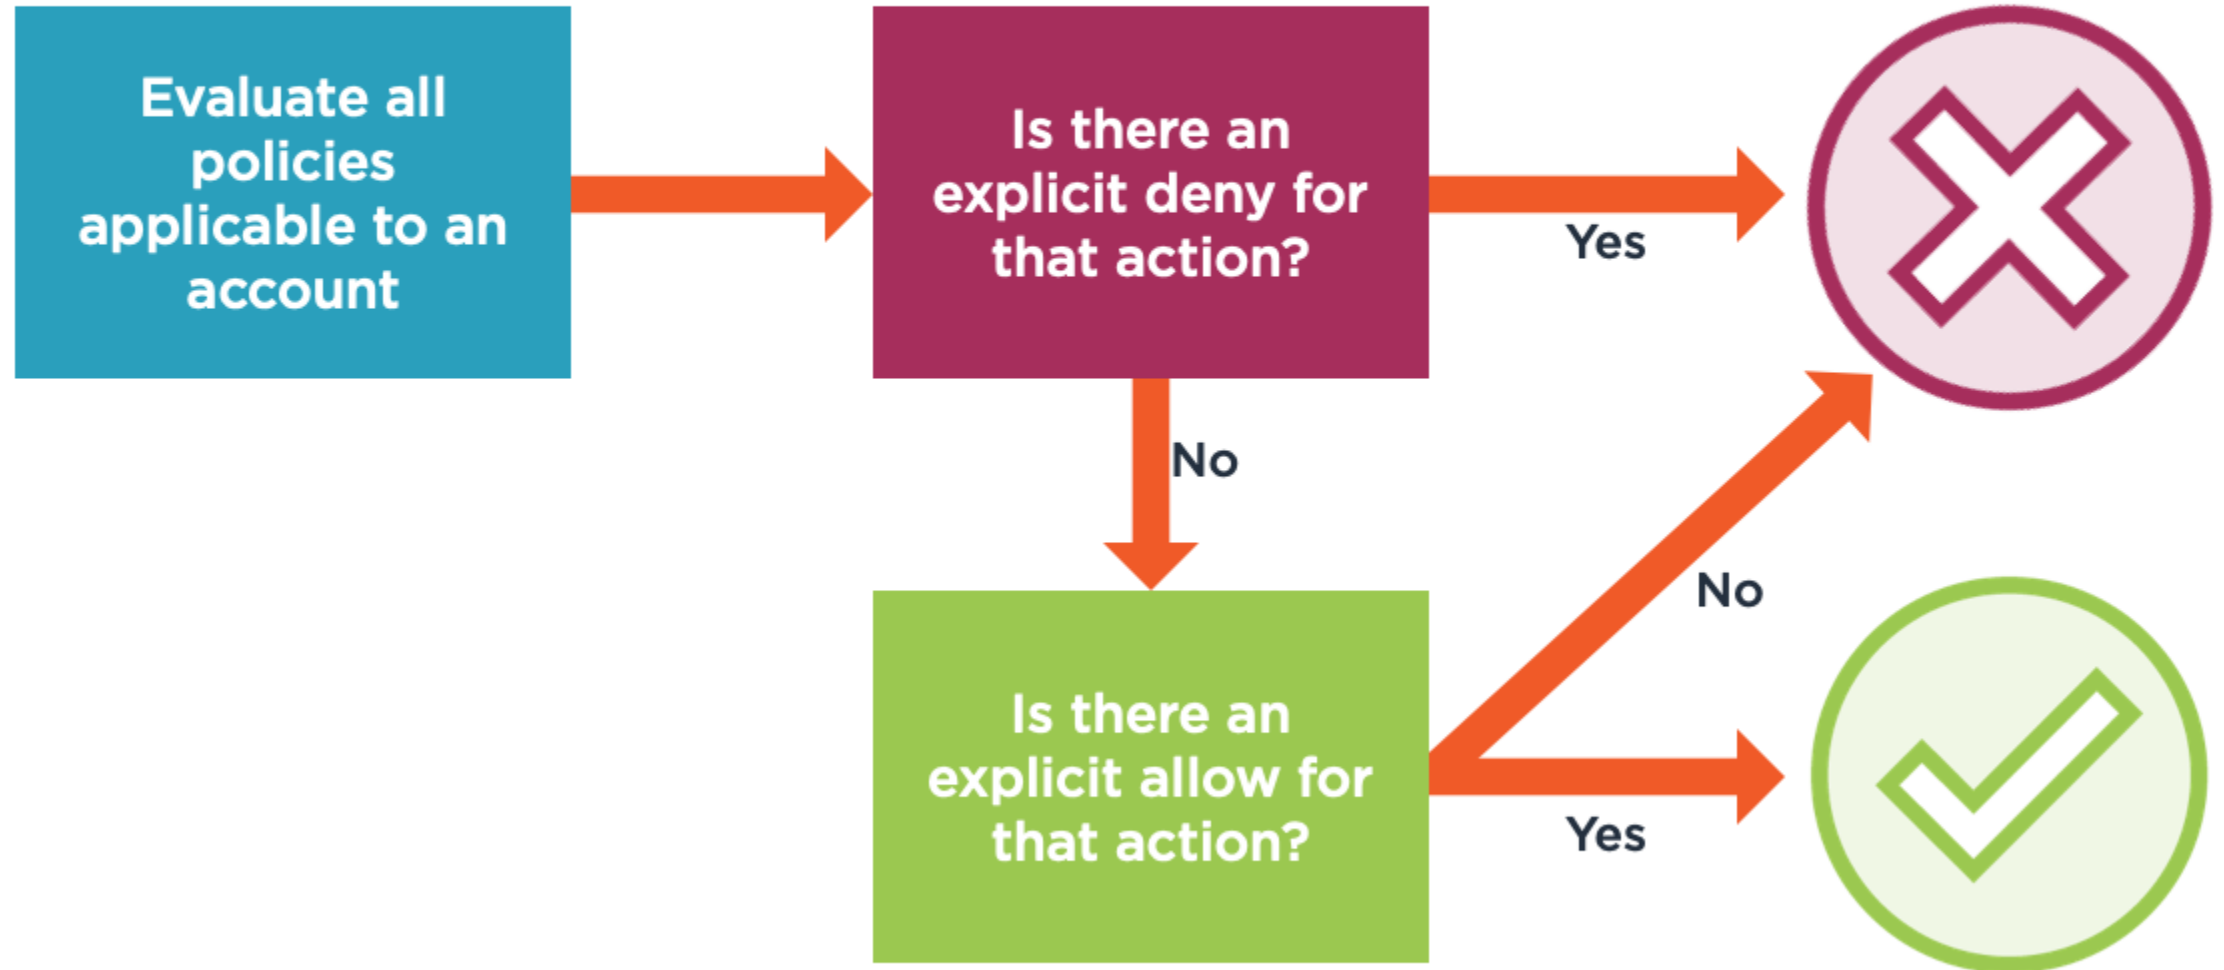 Evaluate all
policies
applicable to an
account
Is there an
explicit deny for
that action?
Yes
No
Is there an
explicit allow for
that action?
No
Yes